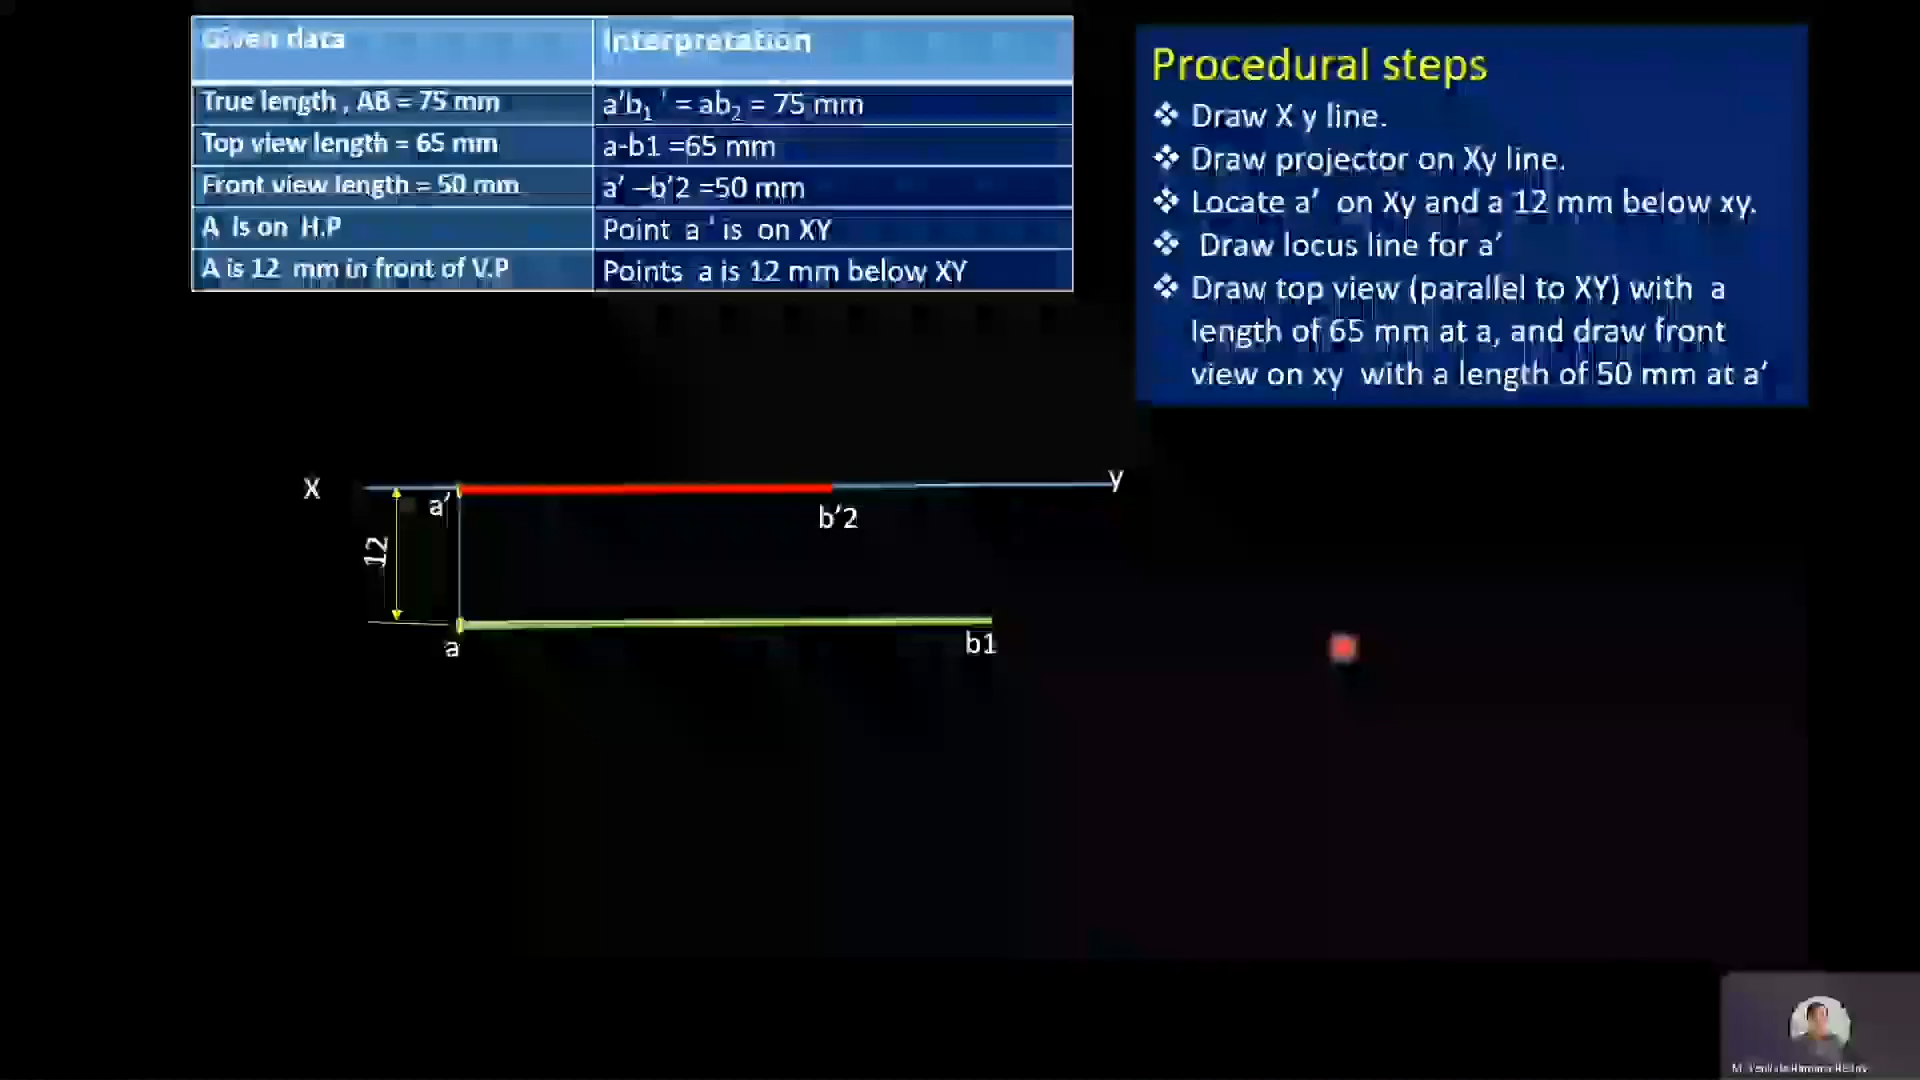 Given data
Interpretation
True length , AB = 75 mm
a'b₁ ' = ab₂ = 75 mm
Top view length = 65 mm
a-b1 =65 mm
Front view length = 50 mm
a' –b'2 =50 mm
A is on H.P
Point a ' is on XY
A is 12 mm in front of V.P
Points a is 12 mm below XY
Procedural steps
❖ Draw X y line.
❖ Draw projector on Xy line.
❖ Locate a' on Xy and a 12 mm below xy.
❖ Draw locus line for a'
❖ Draw top view (parallel to XY) with a
length of 65 mm at a, and draw front
view on xy with a length of 50 mm at a'
X
y
a'
b'2
12
a
b1